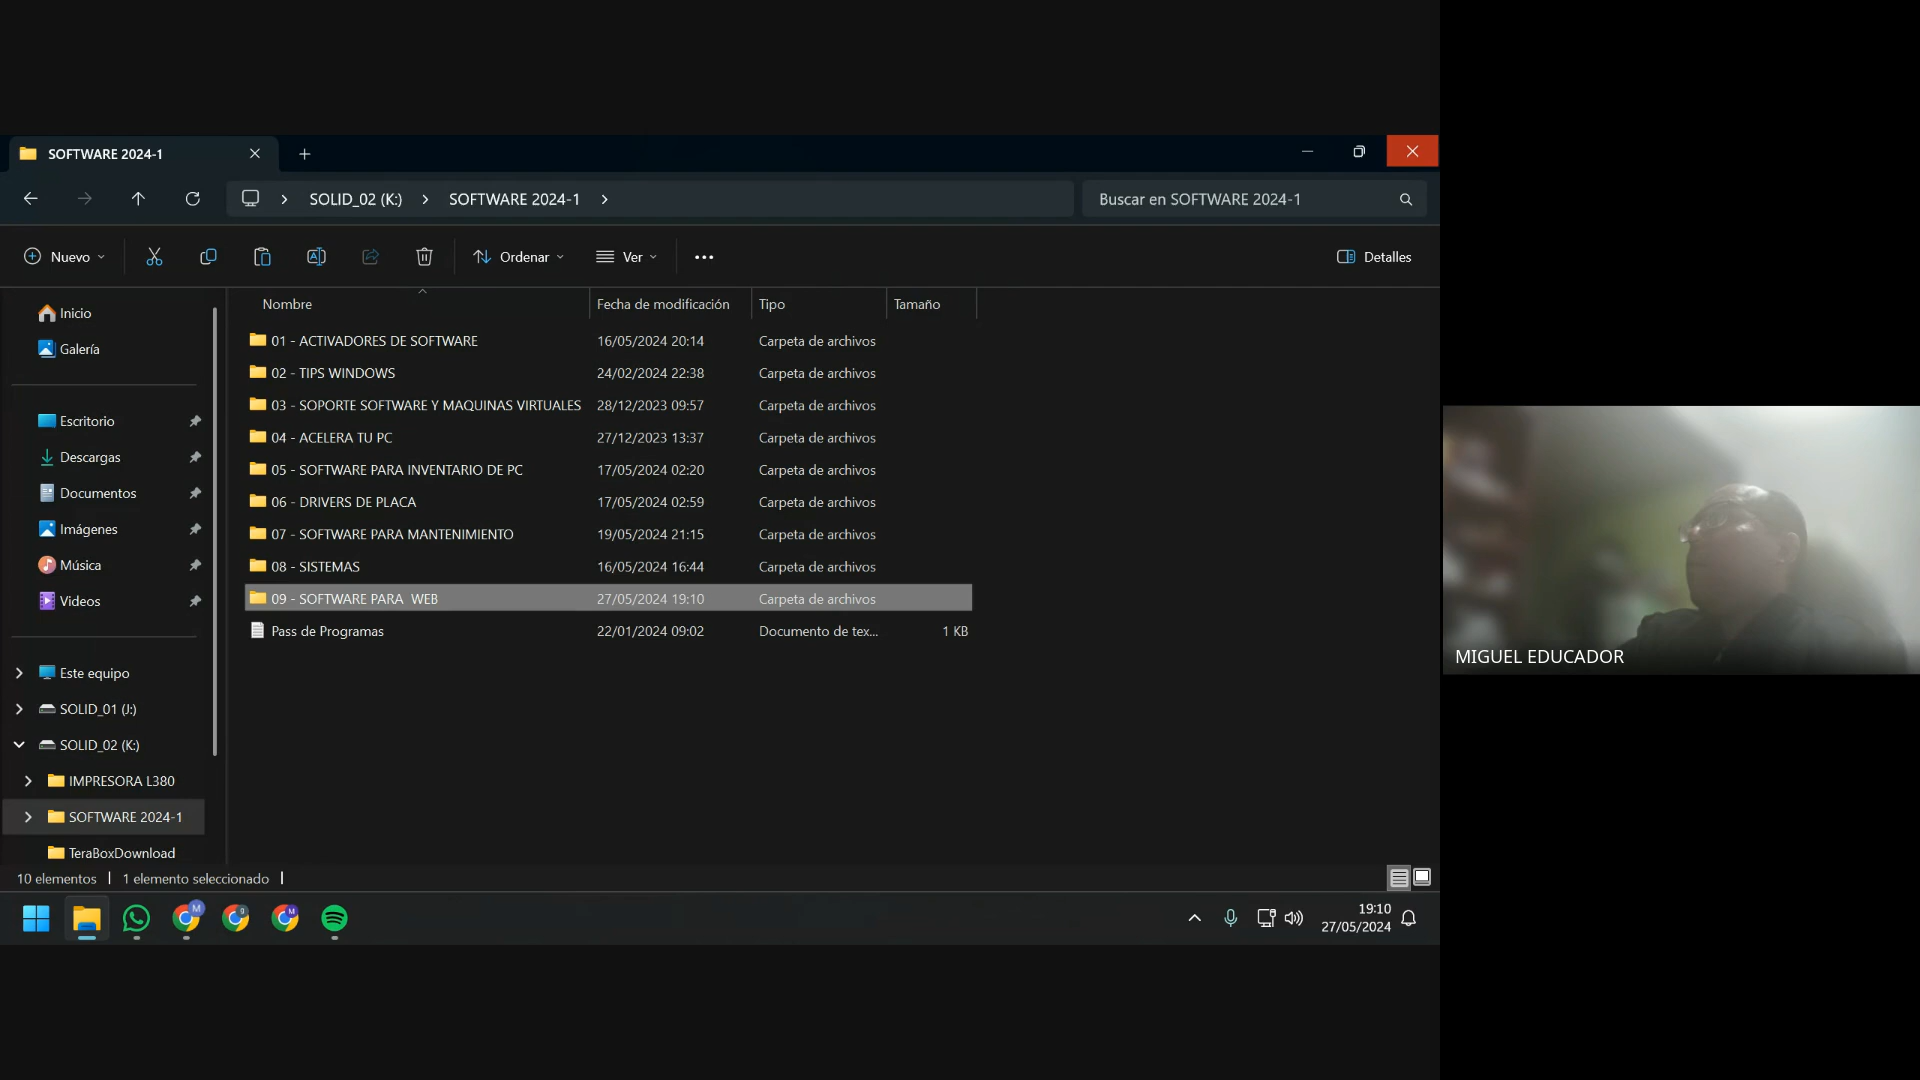 SOFTWARE 2024-1
SOLID_02 (K:) SOFTWARE 2024-1
Buscar en SOFTWARE 2024-1
Nuevo Ordenar Ver Detalles
Nombre Fecha de modificación Tipo Tamaño
01 - ACTIVADORES DE SOFTWARE 16/05/2024 20:14 Carpeta de archivos
02 - TIPS WINDOWS 24/02/2024 22:38 Carpeta de archivos
03 - SOPORTE SOFTWARE Y MAQUINAS VIRTUALES 28/12/2023 09:57 Carpeta de archivos
04 - ACELERA TU PC 27/12/2023 13:37 Carpeta de archivos
05 - SOFTWARE PARA INVENTARIO DE PC 17/05/2024 02:20 Carpeta de archivos
06 - DRIVERS DE PLACA 17/05/2024 02:59 Carpeta de archivos
07 - SOFTWARE PARA MANTENIMIENTO 19/05/2024 21:15 Carpeta de archivos
08 - SISTEMAS 16/05/2024 16:44 Carpeta de archivos
09 - SOFTWARE PARA  WEB 27/05/2024 19:10 Carpeta de archivos
Pass de Programas 22/01/2024 09:02 Documento de tex... 1 KB
Inicio
Galería
Escritorio
Descargas
Documentos
Imágenes
Música
Videos
Este equipo
SOLID_01 (J:)
SOLID_02 (K:)
IMPRESORA L380
SOFTWARE 2024-1
TeraBoxDownload
10 elementos 1 elemento seleccionado
19:10
27/05/2024
MIGUEL EDUCADOR